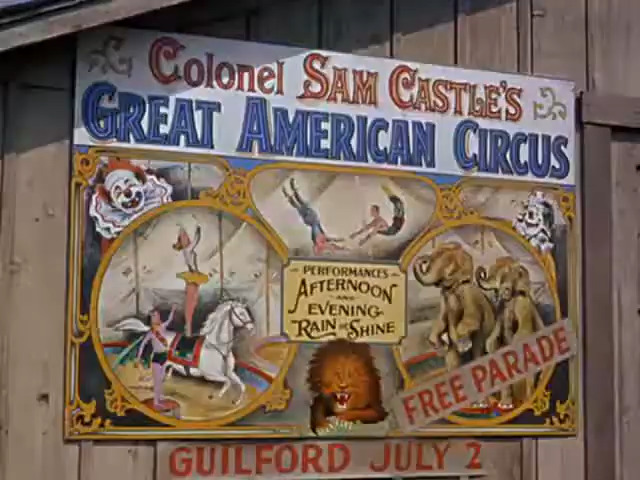 Colonel SAM CASTLE'S
GREAT AMERICAN CIRCUS
PERFORMANCES
AFTERNOON
AND
EVENING
RAIN OR SHINE
FREE PARADE
GUILFORD JULY 2